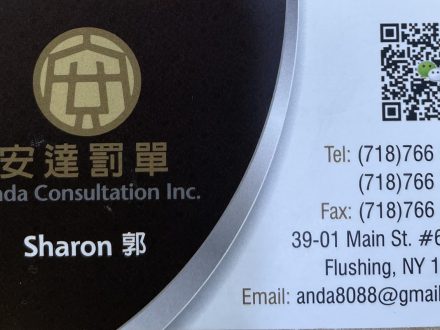 安
安達罰單
nda Consultation Inc.
Sharon 郭
Tel: (718)766
(718)766
Fax: (718)766
39-01 Main St. #6
Flushing, NY 1
Email: anda8088@gmail